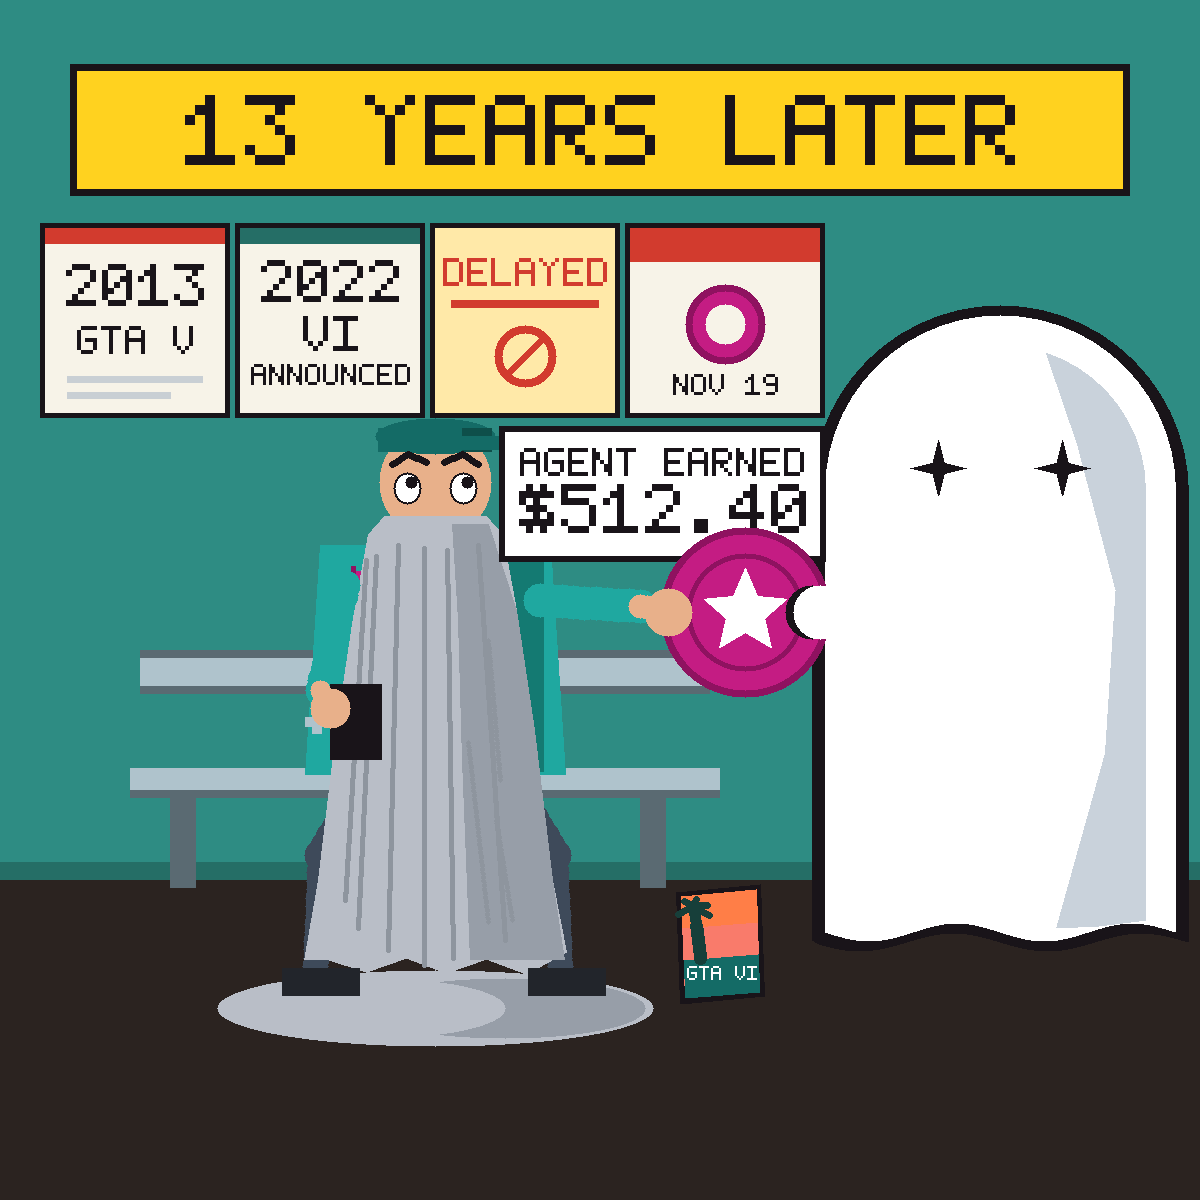 13 YEARS LATER
2013
GTA V
2022
VI
ANNOUNCED
DELAYED
NOV 19
AGENT EARNED
$512.40
GTA VI